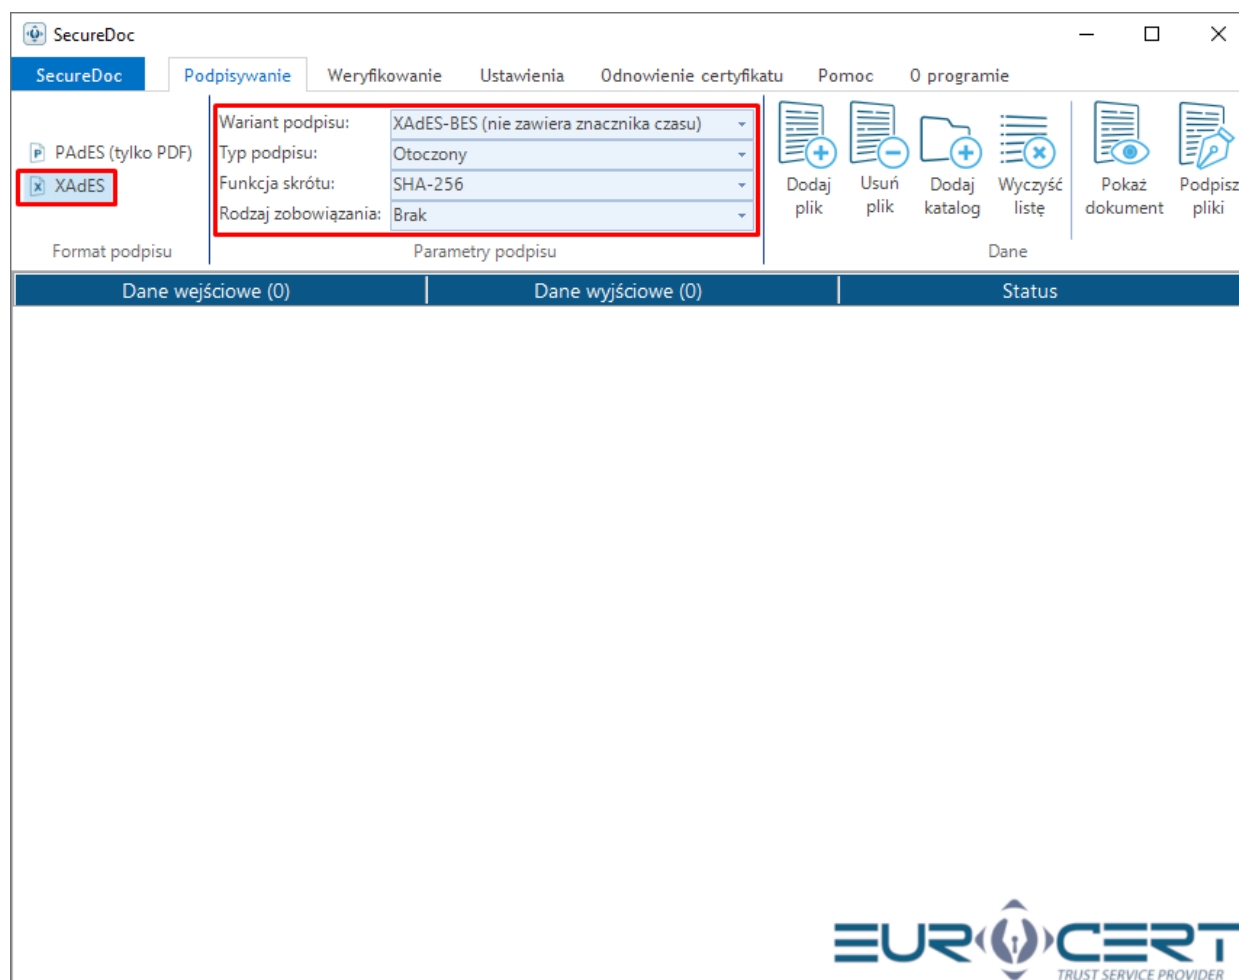 SecureDoc
SecureDoc Podpisywanie Weryfikowanie Ustawienia Odnowienie certyfikatu Pomoc O programie
PAdES (tylko PDF)
XAdES
Format podpisu
Wariant podpisu: XAdES-BES (nie zawiera znacznika czasu)
Typ podpisu: Otoczony
Funkcja skrótu: SHA-256
Rodzaj zobowiązania: Brak
Parametry podpisu
Dodaj plik
Usuń plik
Dodaj katalog
Wyczyść listę
Pokaż dokument
Podpisz pliki
Dane
Dane wejściowe (0) Dane wyjściowe (0) Status
EUROCERT
TRUST SERVICE PROVIDER